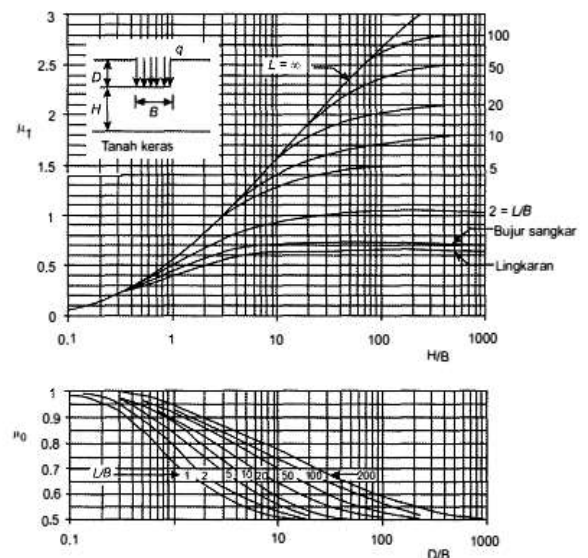 3
2.5
2
μ1
1.5
1
0.5
0
q
D
H
B
Tanah keras
L = ∞
100
50
20
10
5
2 = L/B
Bujur sangkar
Lingkaran
0.1 1 10 100 1000
H/B
1
0.9
μ0
0.8
0.7
0.6
0.5
L/B 1 2 5 10 20 50 100 200
0.1 1 10 100 1000
D/B